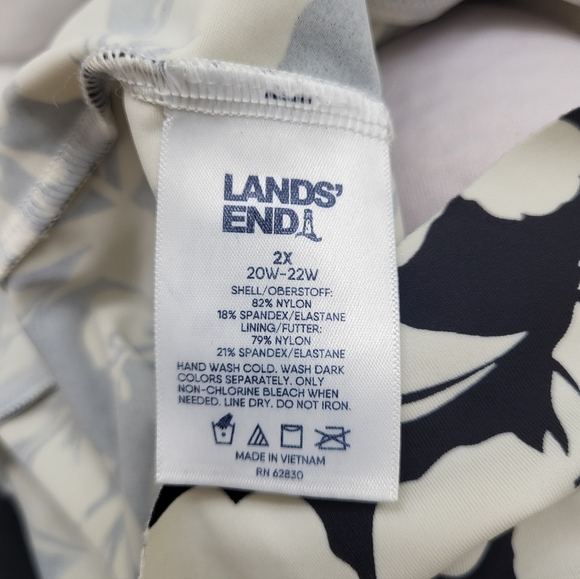 LANDS'
END
2X
20W-22W
SHELL/OBERSTOFF:
82% NYLON
18% SPANDEX/ELASTANE
LINING/FUTTER:
79% NYLON
21% SPANDEX/ELASTANE
HAND WASH COLD. WASH DARK
COLORS SEPARATELY. ONLY
NON-CHLORINE BLEACH WHEN
NEEDED. LINE DRY. DO NOT IRON.
MADE IN VIETNAM
RN 62830